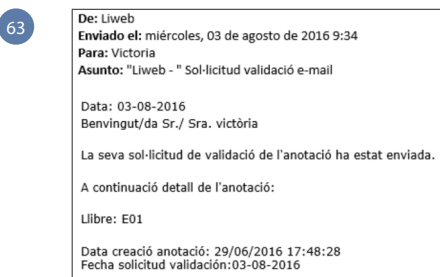 63
De: Liweb
Enviado el: miércoles, 03 de agosto de 2016 9:34
Para: Victoria
Asunto: "Liweb - " Sol·licitud validació e-mail
Data: 03-08-2016
Benvingut/da Sr./ Sra. victòria
La seva sol·licitud de validació de l'anotació ha estat enviada.
A continuació detall de l'anotació:
Llibre: E01
Data creació anotació: 29/06/2016 17:48:28
Fecha solicitud validación:03-08-2016